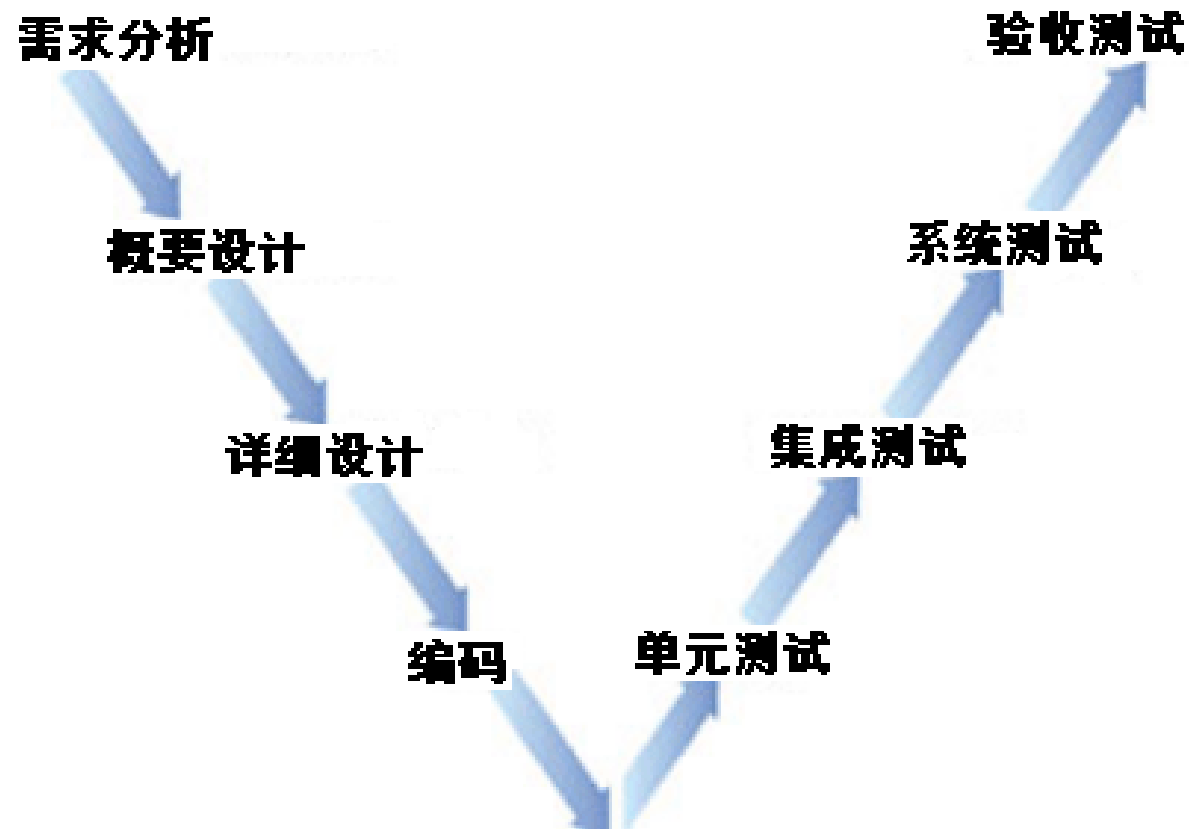 需求分析
验收测试
概要设计
系统测试
详细设计
集成测试
编码
单元测试